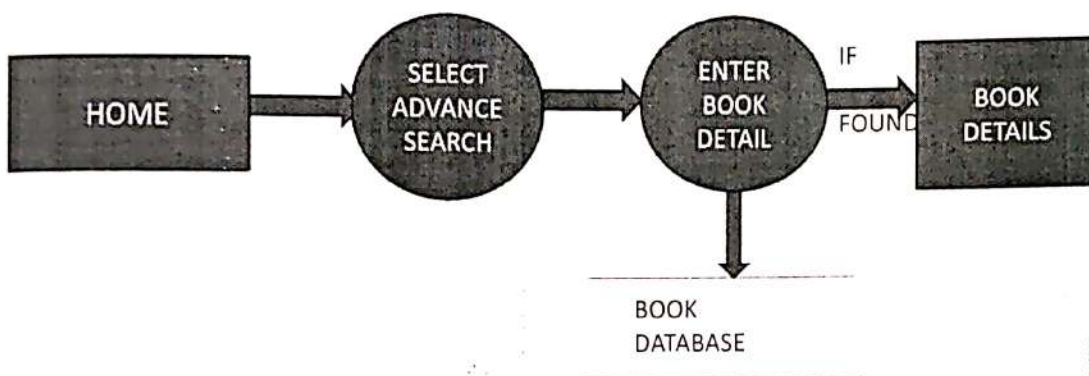 HOME
SELECT
ADVANCE
SEARCH
ENTER
BOOK
DETAIL
IF
FOUND
BOOK
DETAILS
BOOK
DATABASE